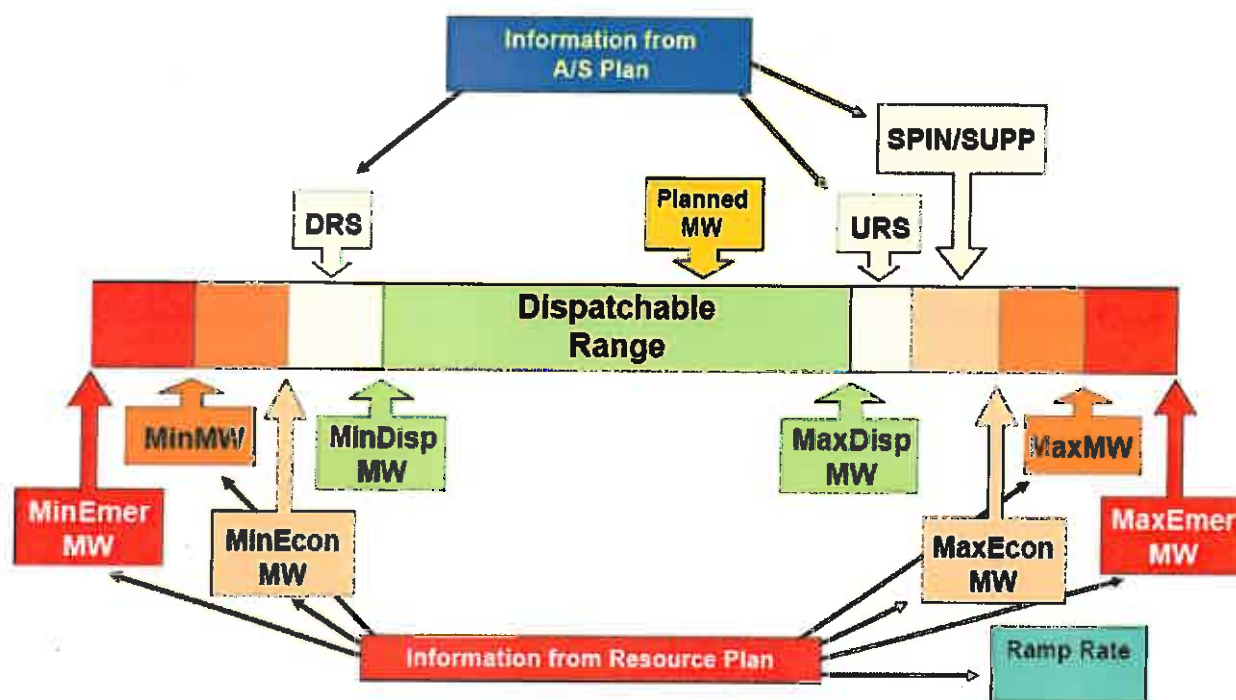 Information from
A/S Plan
SPIN/SUPP
DRS
Planned
MW
URS
Dispatchable
Range
MinMW
MinDisp
MW
MaxDisp
MW
MaxMW
MinEmer
MW
MinEcon
MW
MaxEcon
MW
MaxEmer
MW
Information from Resource Plan
Ramp Rate